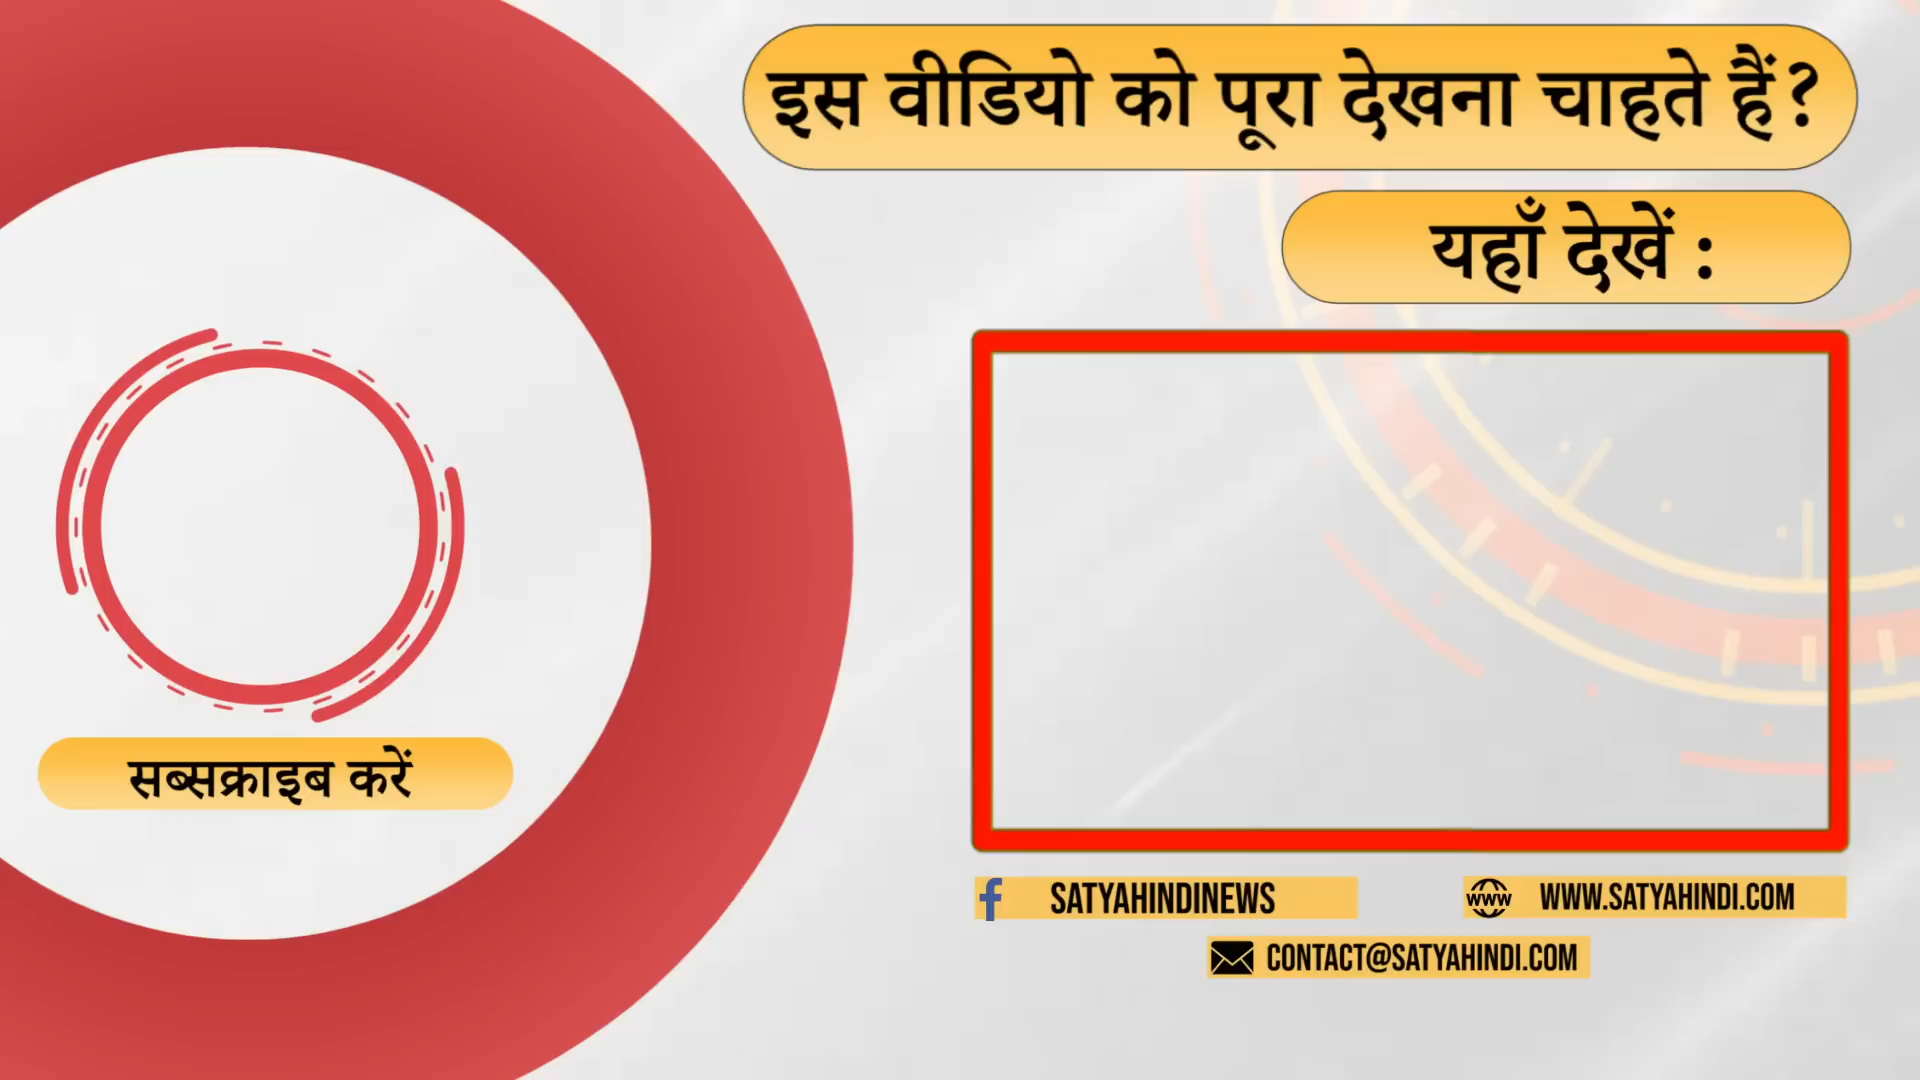 इस वीडियो को पूरा देखना चाहते हैं?
यहाँ देखें :
सब्सक्राइब करें
f SATYAHINDINEWS
WWW WWW.SATYAHINDI.COM
CONTACT@SATYAHINDI.COM